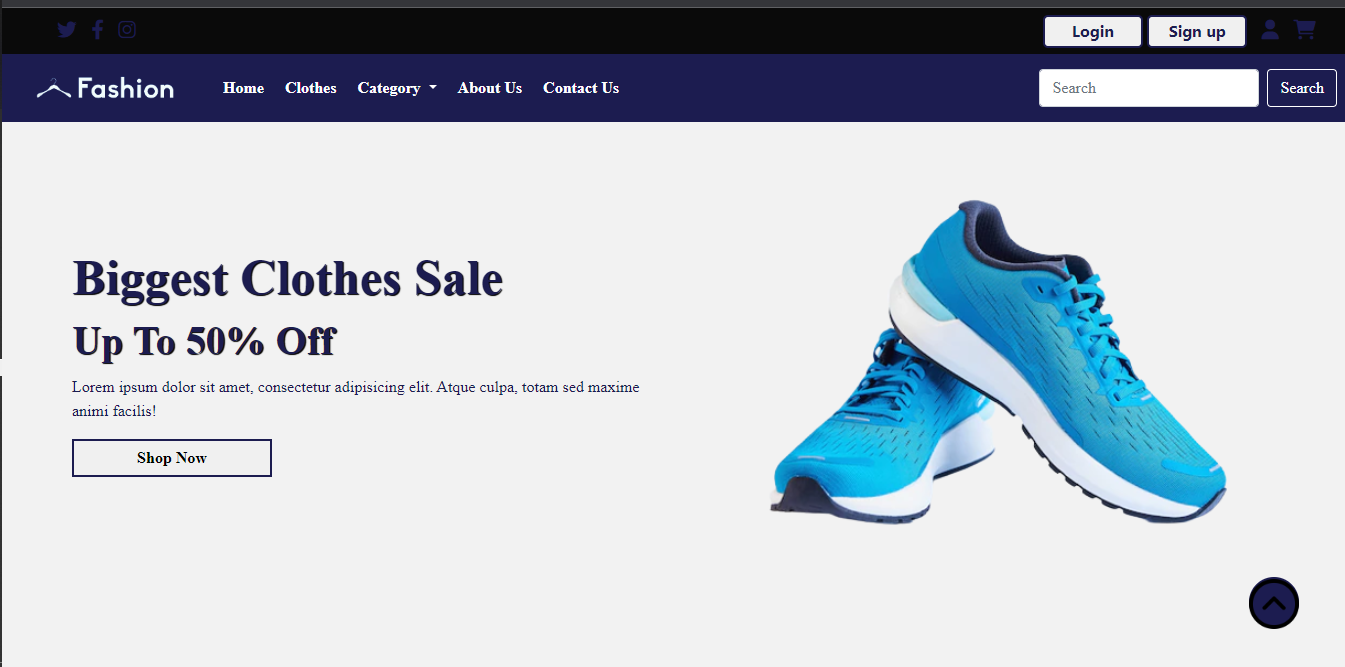 Login Sign up
Fashion Home Clothes Category About Us Contact Us Search Search
Biggest Clothes Sale
Up To 50% Off
Lorem ipsum dolor sit amet, consectetur adipisicing elit. Atque culpa, totam sed maxime
animi facilis!
Shop Now